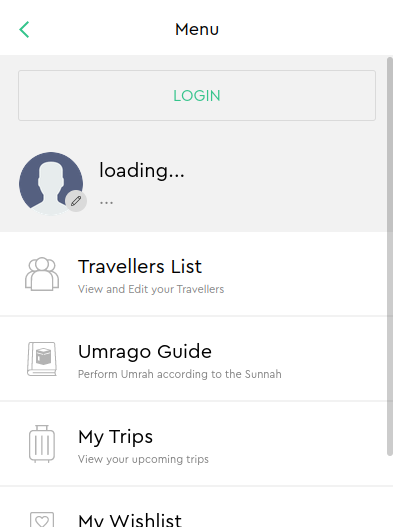 Menu
LOGIN
loading...
...
Travellers List
View and Edit your Travellers
Umrago Guide
Perform Umrah according to the Sunnah
My Trips
View your upcoming trips
My Wishlist